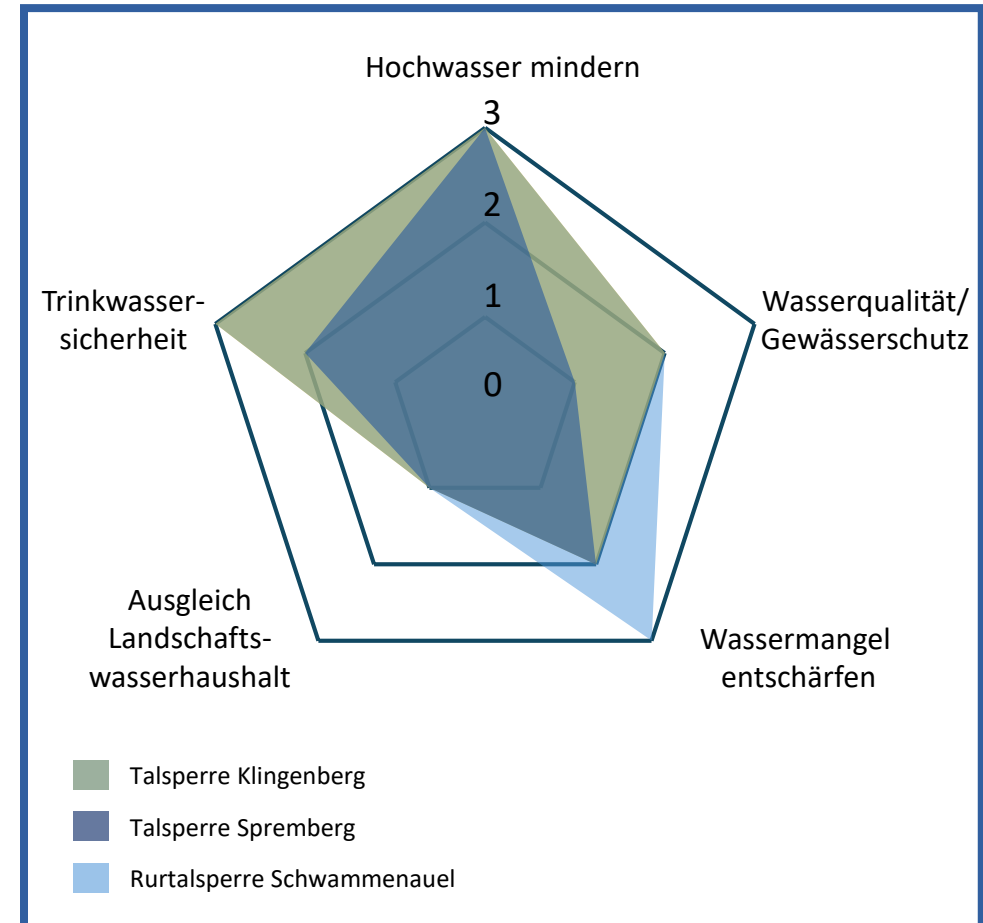 Hochwasser mindern
3
2
1
0
Trinkwasser-
sicherheit
Wasserqualität/
Gewässerschutz
Ausgleich
Landschafts-
wasserhaushalt
Wassermangel
entschärfen
Talsperre Klingenberg
Talsperre Spremberg
Rurtalsperre Schwammenauel